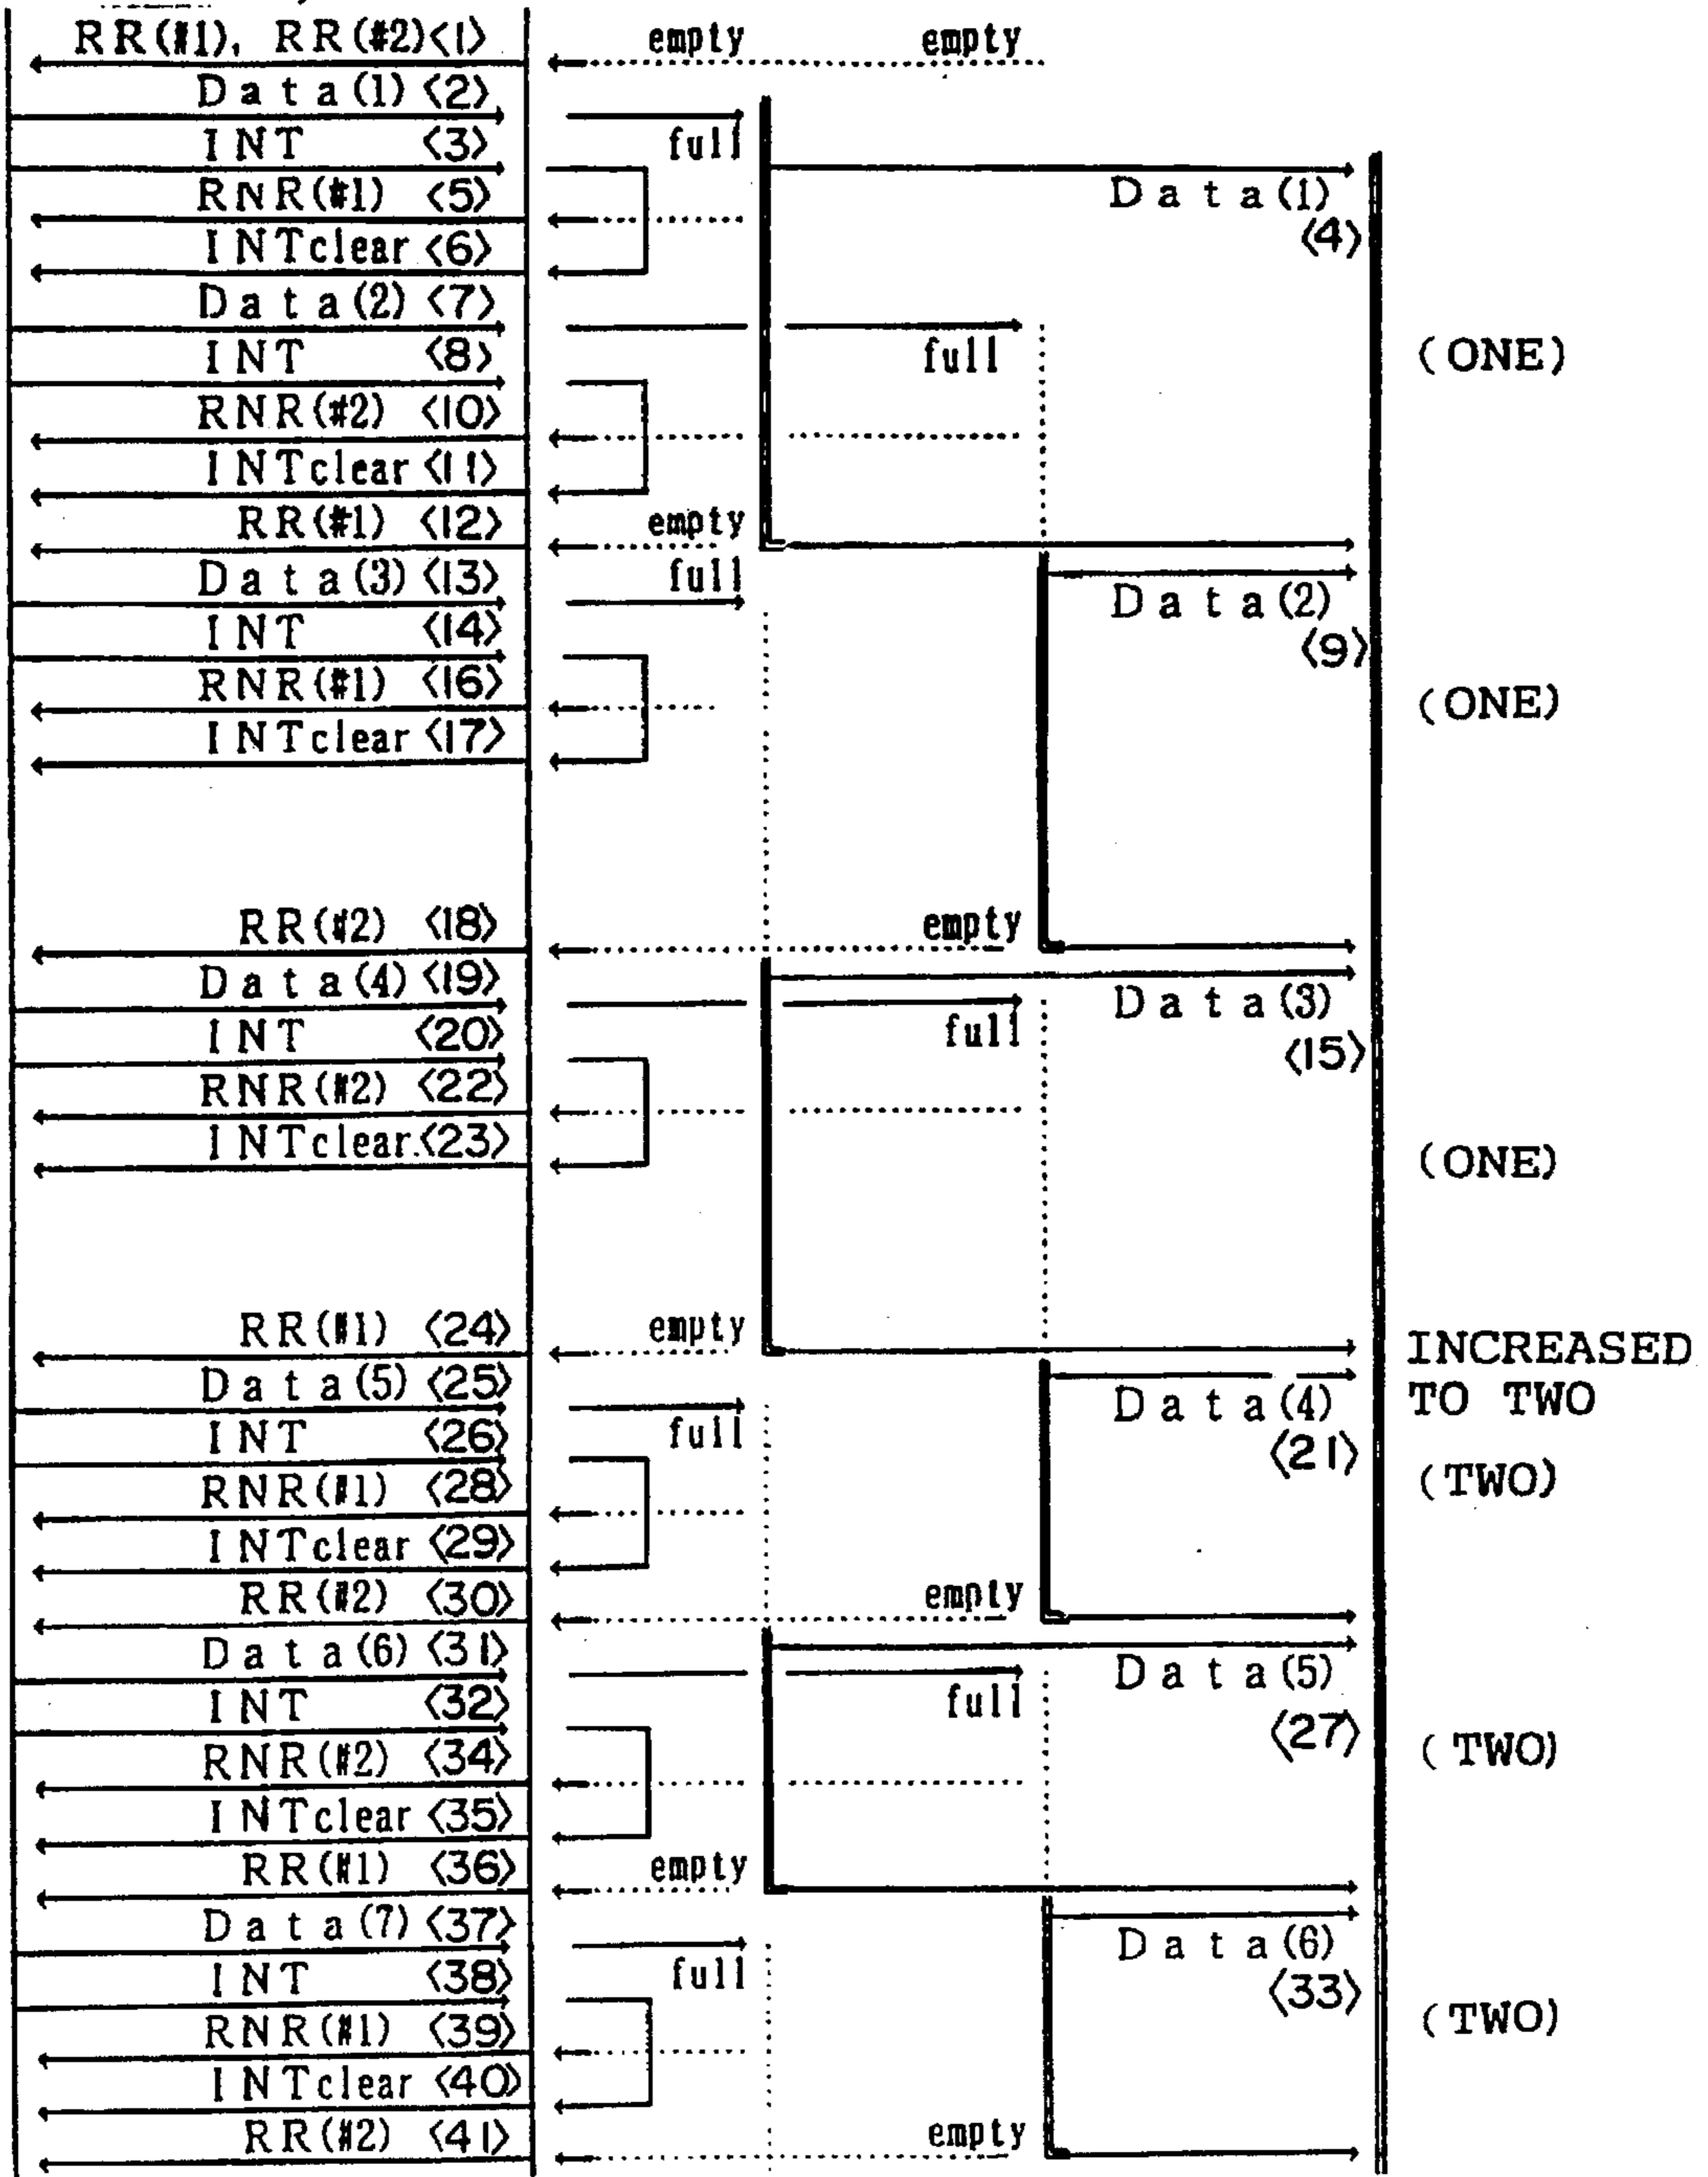 RR(#1), RR(#2)<1> empty empty
Data(1)<2>
INT <3> full
RNR(#1) <5> Data(1)
<4>
INTclear<6>
Data(2)<7>
INT <8> full (ONE)
RNR(#2) <10>
INTclear<11>
RR(#1) <12> empty
Data(3)<13> full Data(2)
INT <14>
<9>
RNR(#1) <16> (ONE)
INTclear<17>
RR(#2) <18> empty
Data(4)<19> Data(3)
INT <20> full
<15>
RNR(#2) <22>
INTclear.<23> (ONE)
RR(#1) <24> empty INCREASED
Data(5)<25> Data(4) TO TWO
INT <26> full <21>
RNR(#1) <28> (TWO)
INTclear<29>
RR(#2) <30> empty
Data(6)<31> Data(5)
INT <32> full
<27> (TWO)
RNR(#2) <34>
INTclear<35>
RR(#1) <36> empty
Data(7)<37> Data(6)
INT <38> full <33>
RNR(#1) <39> (TWO)
INTclear<40>
RR(#2) <41> empty